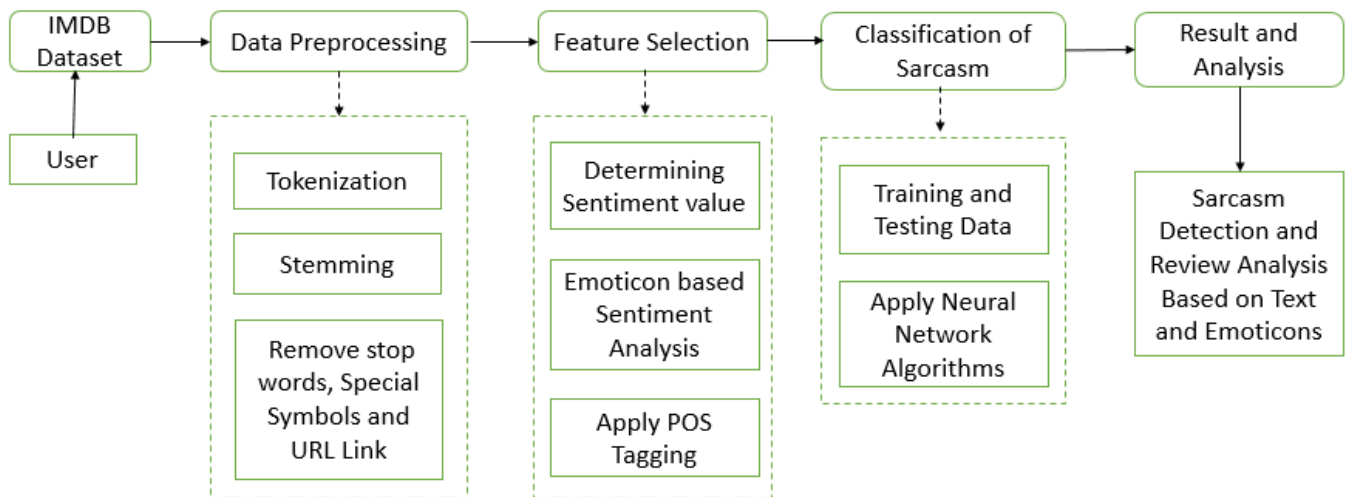 IMDB
Dataset
Data Preprocessing
Feature Selection
Classification of
Sarcasm
Result and
Analysis
User
Tokenization
Stemming
Remove stop
words, Special
Symbols and
URL Link
Determining
Sentiment value
Emoticon based
Sentiment
Analysis
Apply POS
Tagging
Training and
Testing Data
Apply Neural
Network
Algorithms
Sarcasm
Detection and
Review Analysis
Based on Text
and Emoticons